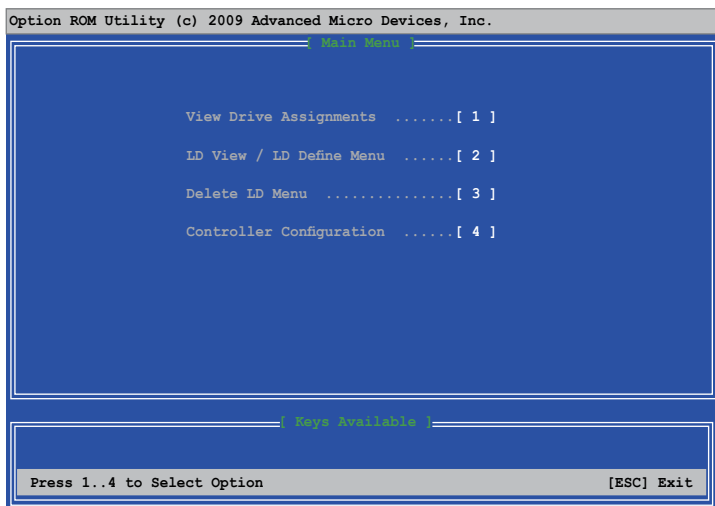 Option ROM Utility (c) 2009 Advanced Micro Devices, Inc.
[ Main Menu ]
View Drive Assignments .......[ 1 ]
LD View / LD Define Menu ......[ 2 ]
Delete LD Menu ...............[ 3 ]
Controller Configuration ......[ 4 ]
[ Keys Available ]
Press 1..4 to Select Option [ESC] Exit